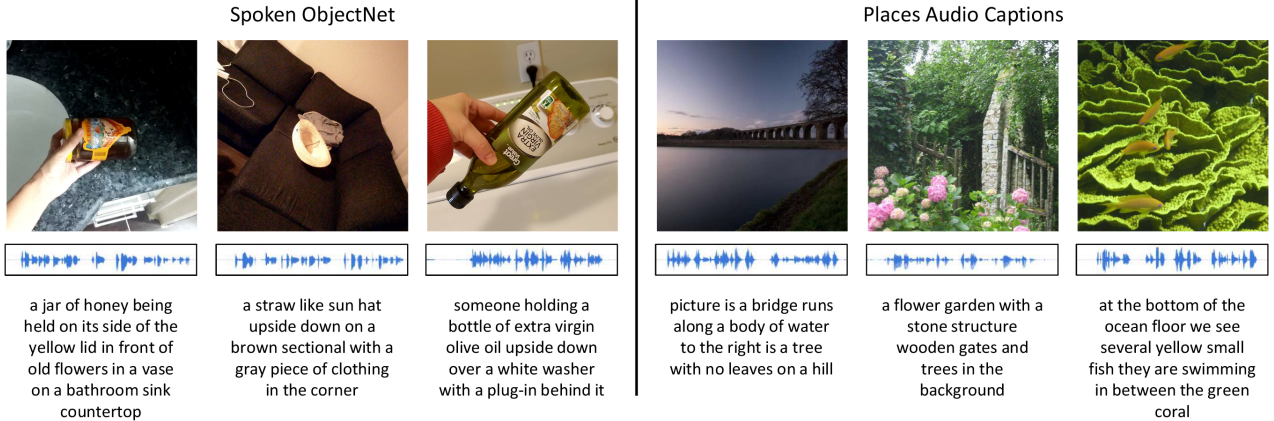 Spoken ObjectNet
Places Audio Captions
EXTRA
VIRGIN
a jar of honey being
held on its side of the
yellow lid in front of
old flowers in a vase
on a bathroom sink
countertop
a straw like sun hat
upside down on a
brown sectional with a
gray piece of clothing
in the corner
someone holding a
bottle of extra virgin
olive oil upside down
over a white washer
with a plug-in behind it
picture is a bridge runs
along a body of water
to the right is a tree
with no leaves on a hill
a flower garden with a
stone structure
wooden gates and
trees in the
background
at the bottom of the
ocean floor we see
several yellow small
fish they are swimming
in between the green
coral